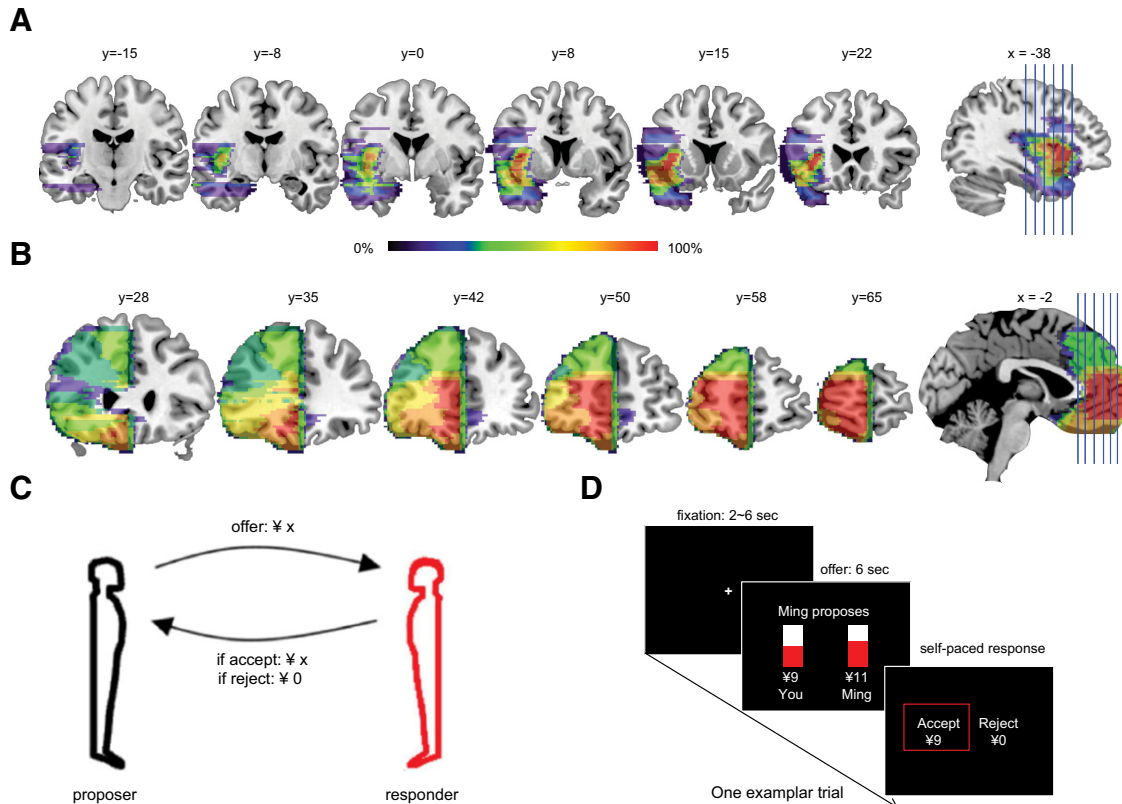 A
y=-15
y=-8
y=0
y=8
y=15
y=22
x = -38
0%
100%
B
y=28
y=35
y=42
y=50
y=58
y=65
x = -2
C
offer: ¥ x
if accept: ¥ x
if reject: ¥ 0
proposer
responder
D
fixation: 2~6 sec
+
offer: 6 sec
Ming proposes
¥9
¥11
You
Ming
self-paced response
Accept
Reject
¥9
¥0
One examplar trial